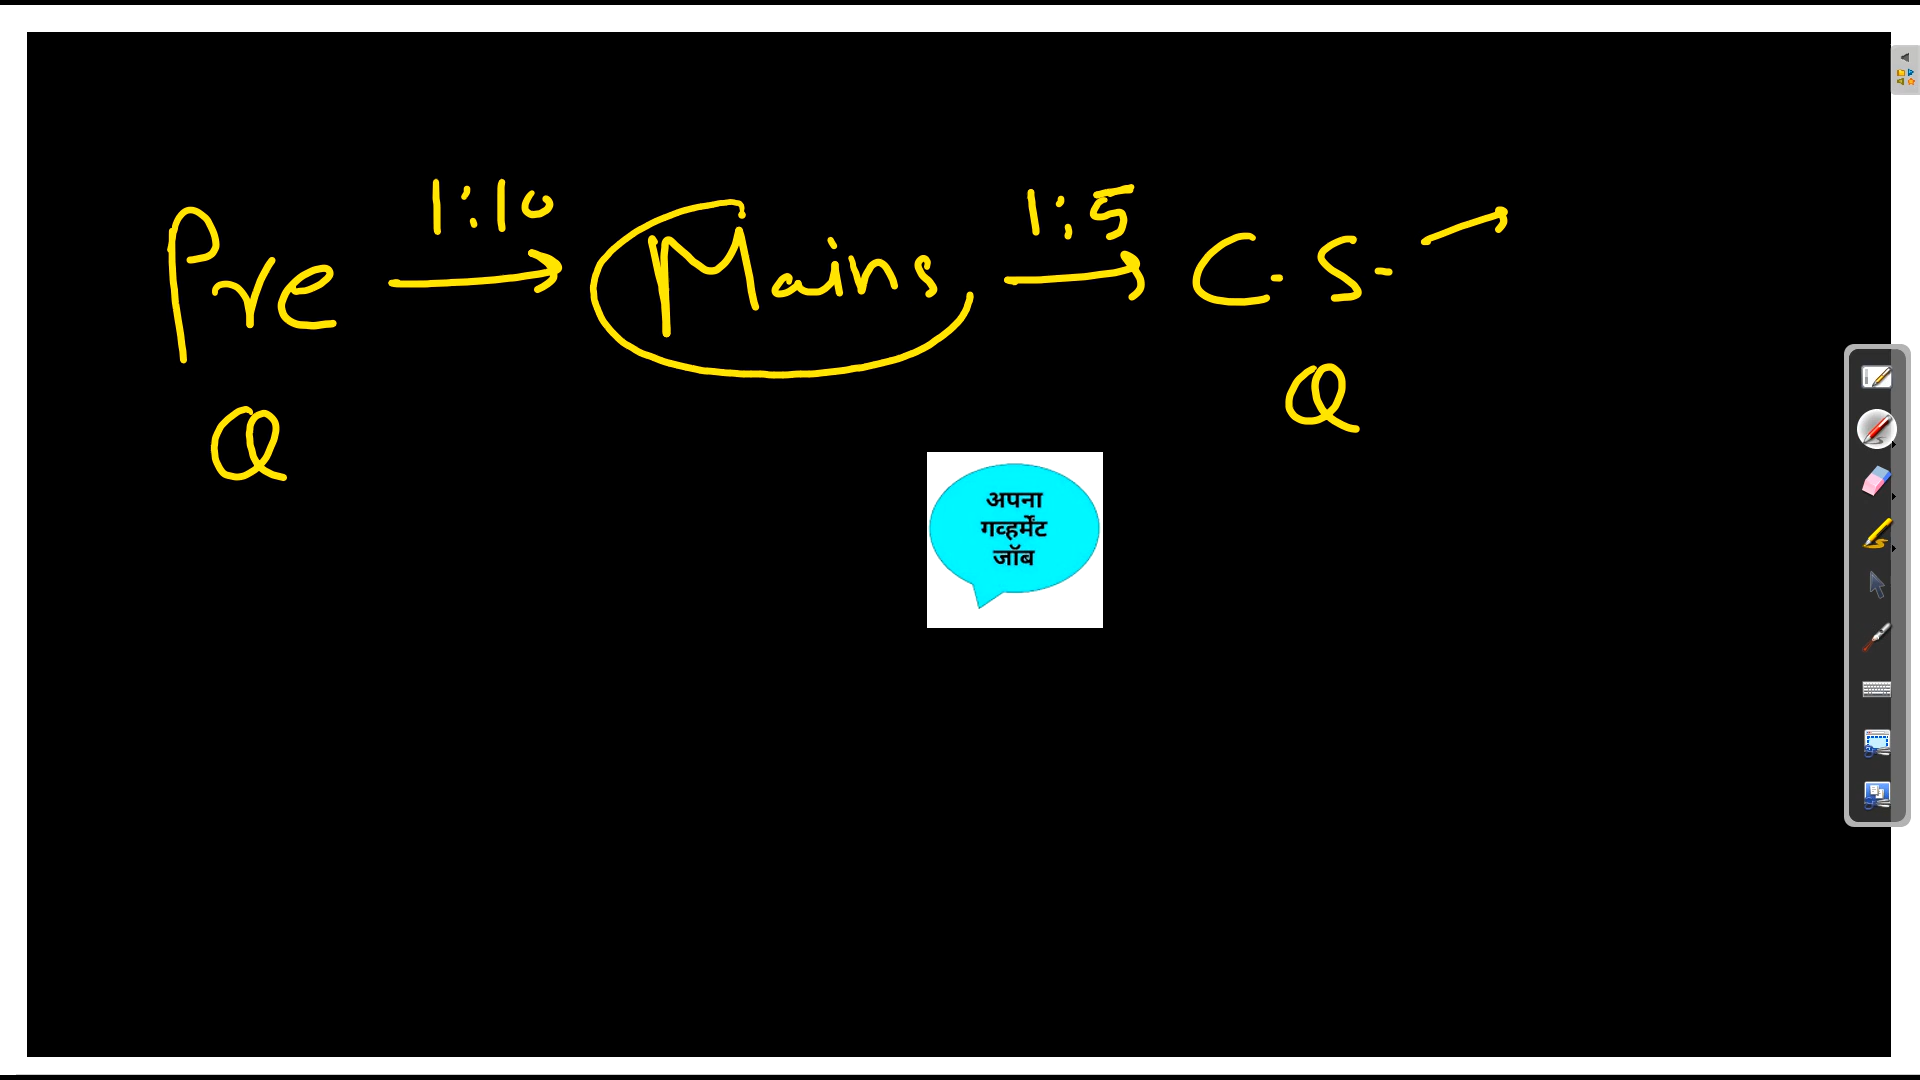 Pre → 1:10 Mains, → 1:5 C.S. →
Q Q
अपना
गव्हर्मेंट
जॉब